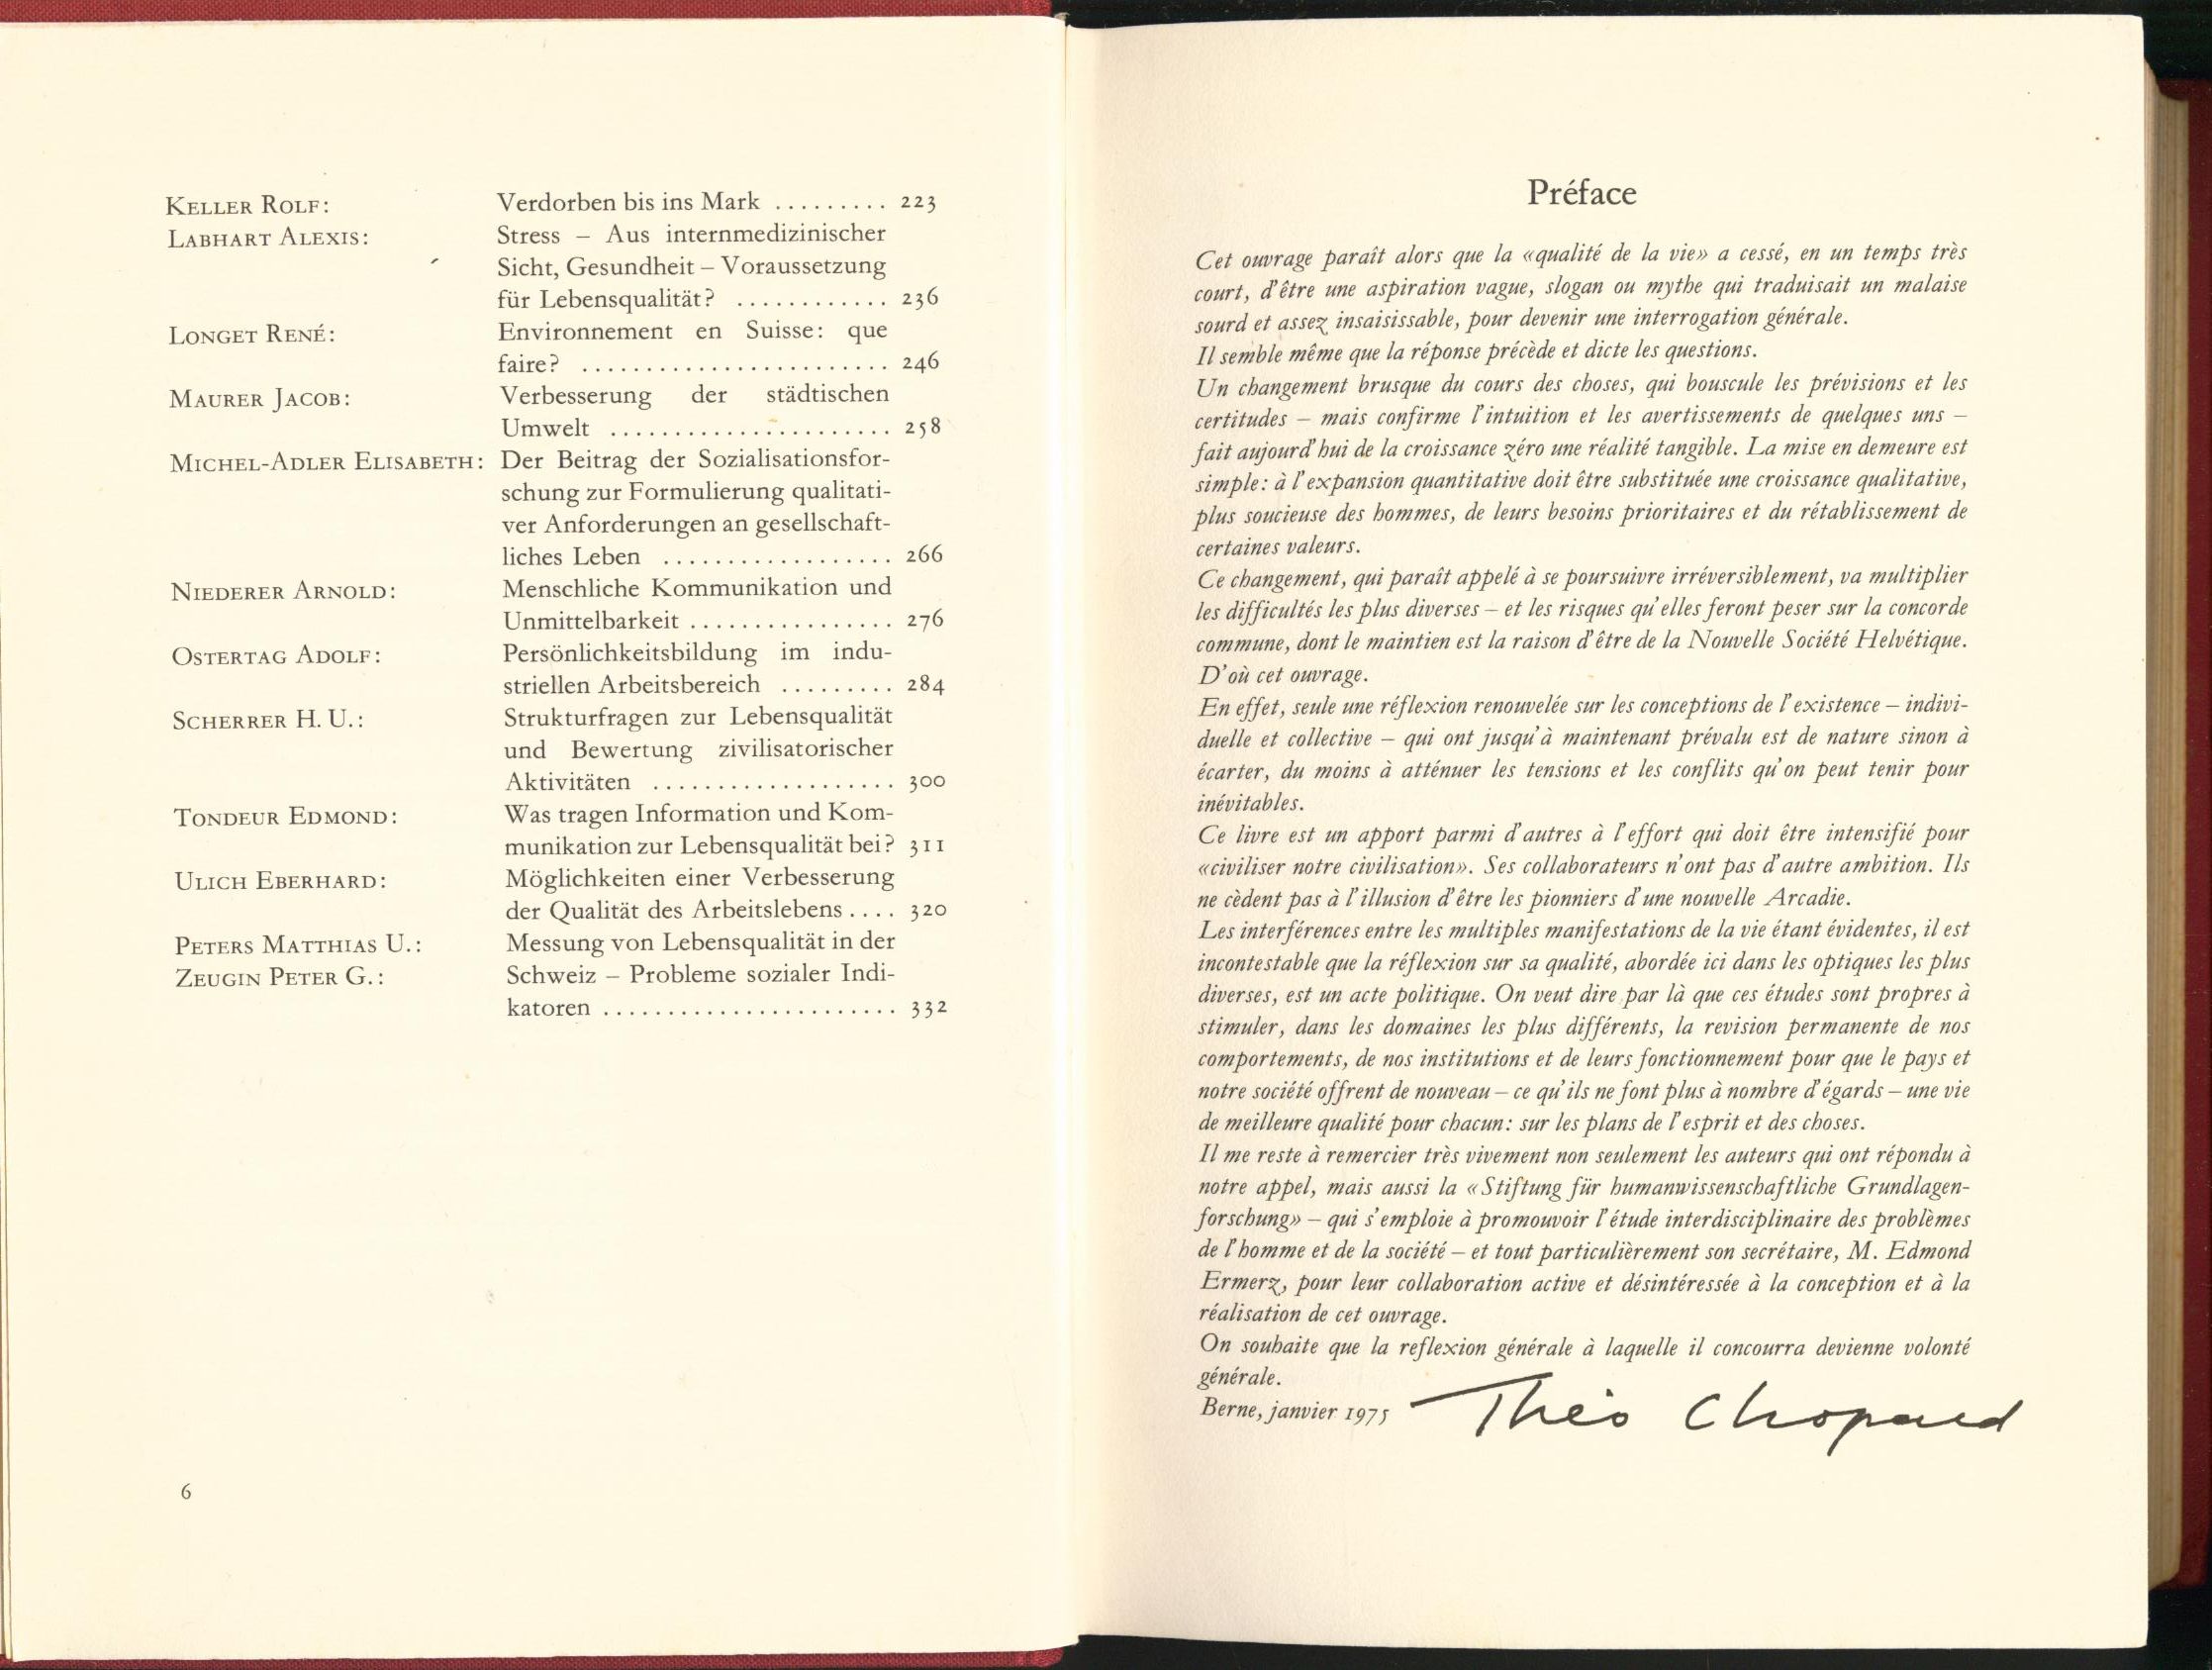 KELLER ROLF: Verdorben bis ins Mark ......... 223
LABHART ALEXIS: Stress – Aus internmedizinischer
Sicht, Gesundheit – Voraussetzung
für Lebensqualität? ............ 236
LONGET RENÉ: Environnement en Suisse: que
faire? ........................ 246
MAURER JACOB: Verbesserung der städtischen
Umwelt ...................... 258
MICHEL-ADLER ELISABETH: Der Beitrag der Sozialisationsfor-
schung zur Formulierung qualitati-
ver Anforderungen an gesellschaft-
liches Leben .................. 266
NIEDERER ARNOLD: Menschliche Kommunikation und
Unmittelbarkeit ................ 276
OSTERTAG ADOLF: Persönlichkeitsbildung im indu-
striellen Arbeitsbereich ......... 284
SCHERRER H. U.: Strukturfragen zur Lebensqualität
und Bewertung zivilisatorischer
Aktivitäten ................... 300
TONDEUR EDMOND: Was tragen Information und Kom-
munikation zur Lebensqualität bei? 311
ULICH EBERHARD: Möglichkeiten einer Verbesserung
der Qualität des Arbeitslebens .... 320
PETERS MATTHIAS U.: Messung von Lebensqualität in der
ZEUGIN PETER G.: Schweiz – Probleme sozialer Indi-
katoren ....................... 332
6
Préface
Cet ouvrage paraît alors que la «qualité de la vie» a cessé, en un temps très
court, d'être une aspiration vague, slogan ou mythe qui traduisait un malaise
sourd et assez insaisissable, pour devenir une interrogation générale.
Il semble même que la réponse précède et dicte les questions.
Un changement brusque du cours des choses, qui bouscule les prévisions et les
certitudes – mais confirme l'intuition et les avertissements de quelques uns –
fait aujourd'hui de la croissance zéro une réalité tangible. La mise en demeure est
simple: à l'expansion quantitative doit être substituée une croissance qualitative,
plus soucieuse des hommes, de leurs besoins prioritaires et du rétablissement de
certaines valeurs.
Ce changement, qui paraît appelé à se poursuivre irréversiblement, va multiplier
les difficultés les plus diverses – et les risques qu'elles feront peser sur la concorde
commune, dont le maintien est la raison d'être de la Nouvelle Société Helvétique.
D'où cet ouvrage.
En effet, seule une réflexion renouvelée sur les conceptions de l'existence – indivi-
duelle et collective – qui ont jusqu'à maintenant prévalu est de nature sinon à
écarter, du moins à atténuer les tensions et les conflits qu'on peut tenir pour
inévitables.
Ce livre est un apport parmi d'autres à l'effort qui doit être intensifié pour
«civiliser notre civilisation». Ses collaborateurs n'ont pas d'autre ambition. Ils
ne cèdent pas à l'illusion d'être les pionniers d'une nouvelle Arcadie.
Les interférences entre les multiples manifestations de la vie étant évidentes, il est
incontestable que la réflexion sur sa qualité, abordée ici dans les optiques les plus
diverses, est un acte politique. On veut dire par là que ces études sont propres à
stimuler, dans les domaines les plus différents, la revision permanente de nos
comportements, de nos institutions et de leurs fonctionnement pour que le pays et
notre société offrent de nouveau – ce qu'ils ne font plus à nombre d'égards – une vie
de meilleure qualité pour chacun: sur les plans de l'esprit et des choses.
Il me reste à remercier très vivement non seulement les auteurs qui ont répondu à
notre appel, mais aussi la «Stiftung für humanwissenschaftliche Grundlagen-
forschung» – qui s'emploie à promouvoir l'étude interdisciplinaire des problèmes
de l'homme et de la société – et tout particulièrement son secrétaire, M. Edmond
Ermerz, pour leur collaboration active et désintéressée à la conception et à la
réalisation de cet ouvrage.
On souhaite que la reflexion générale à laquelle il concourra devienne volonté
générale.
Berne, janvier 1975 Théo Chopard